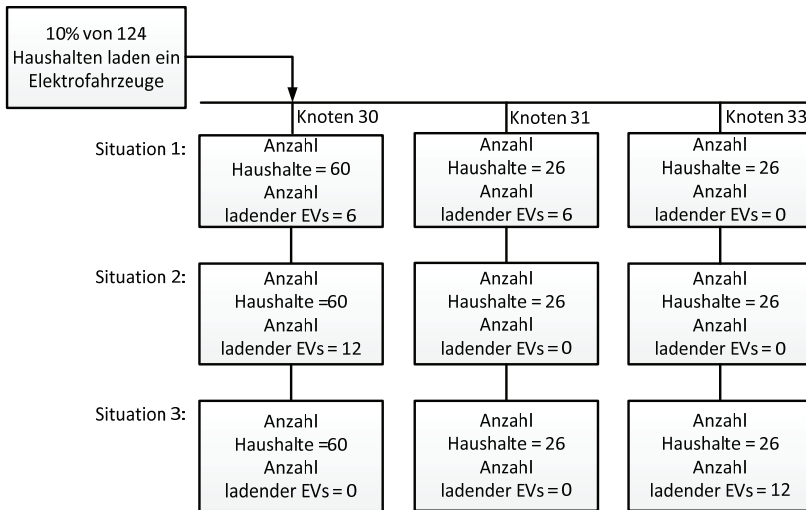 10% von 124
Haushalten laden ein
Elektrofahrzeuge
Knoten 30
Knoten 31
Knoten 33
Situation 1:
Anzahl
Haushalte = 60
Anzahl
ladender EVs = 6
Anzahl
Haushalte = 26
Anzahl
ladender EVs = 6
Anzahl
Haushalte = 26
Anzahl
ladender EVs = 0
Situation 2:
Anzahl
Haushalte =60
Anzahl
ladender EVs = 12
Anzahl
Haushalte = 26
Anzahl
ladender EVs = 0
Anzahl
Haushalte = 26
Anzahl
ladender EVs = 0
Situation 3:
Anzahl
Haushalte =60
Anzahl
ladender EVs = 0
Anzahl
Haushalte = 26
Anzahl
ladender EVs = 0
Anzahl
Haushalte = 26
Anzahl
ladender EVs = 12